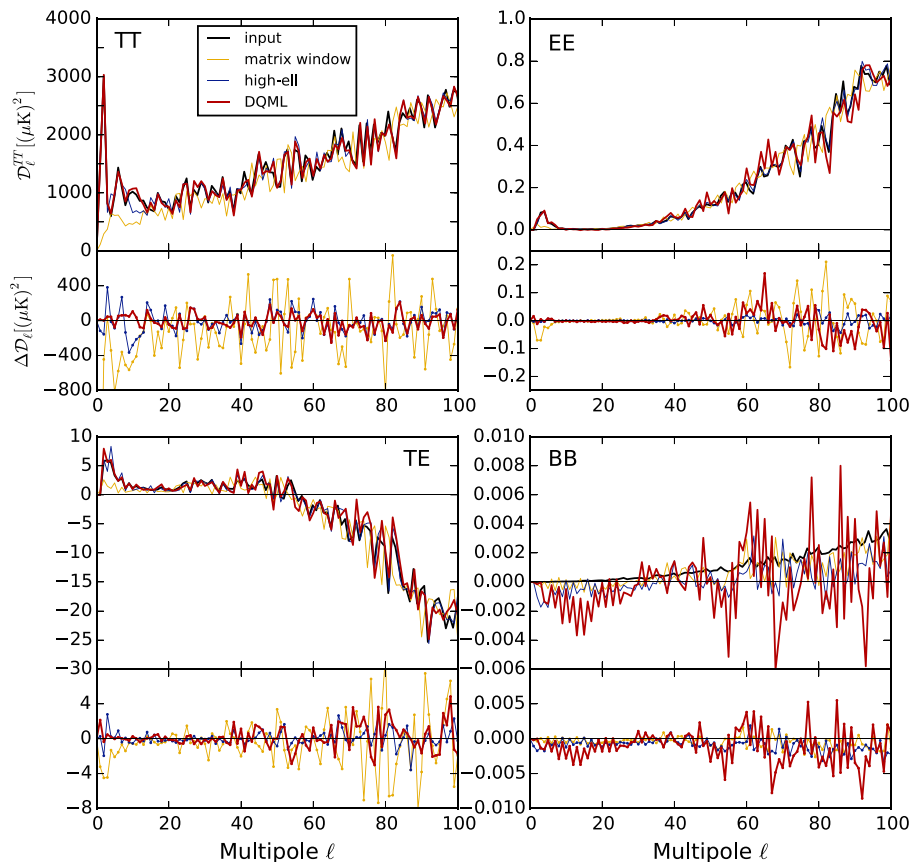 TT
input
matrix window
high-ell
DQML
4000
3000
2000
1000
0
𝒟_ℓ^TT [(μK)^2]
400
0
−400
−800
Δ𝒟_ℓ [(μK)^2]
0 20 40 60 80 100
EE
0.8
0.6
0.4
0.2
0.0
0.2
0.1
0.0
−0.1
−0.2
0 20 40 60 80 100
TE
10
5
0
−5
−10
−15
−20
−25
−30
4
0
−4
−8
0 20 40 60 80 100
Multipole ℓ
BB
0.010
0.008
0.006
0.004
0.002
0.000
−0.002
−0.004
−0.006
0.005
0.000
−0.005
−0.010
0 20 40 60 80 100
Multipole ℓ